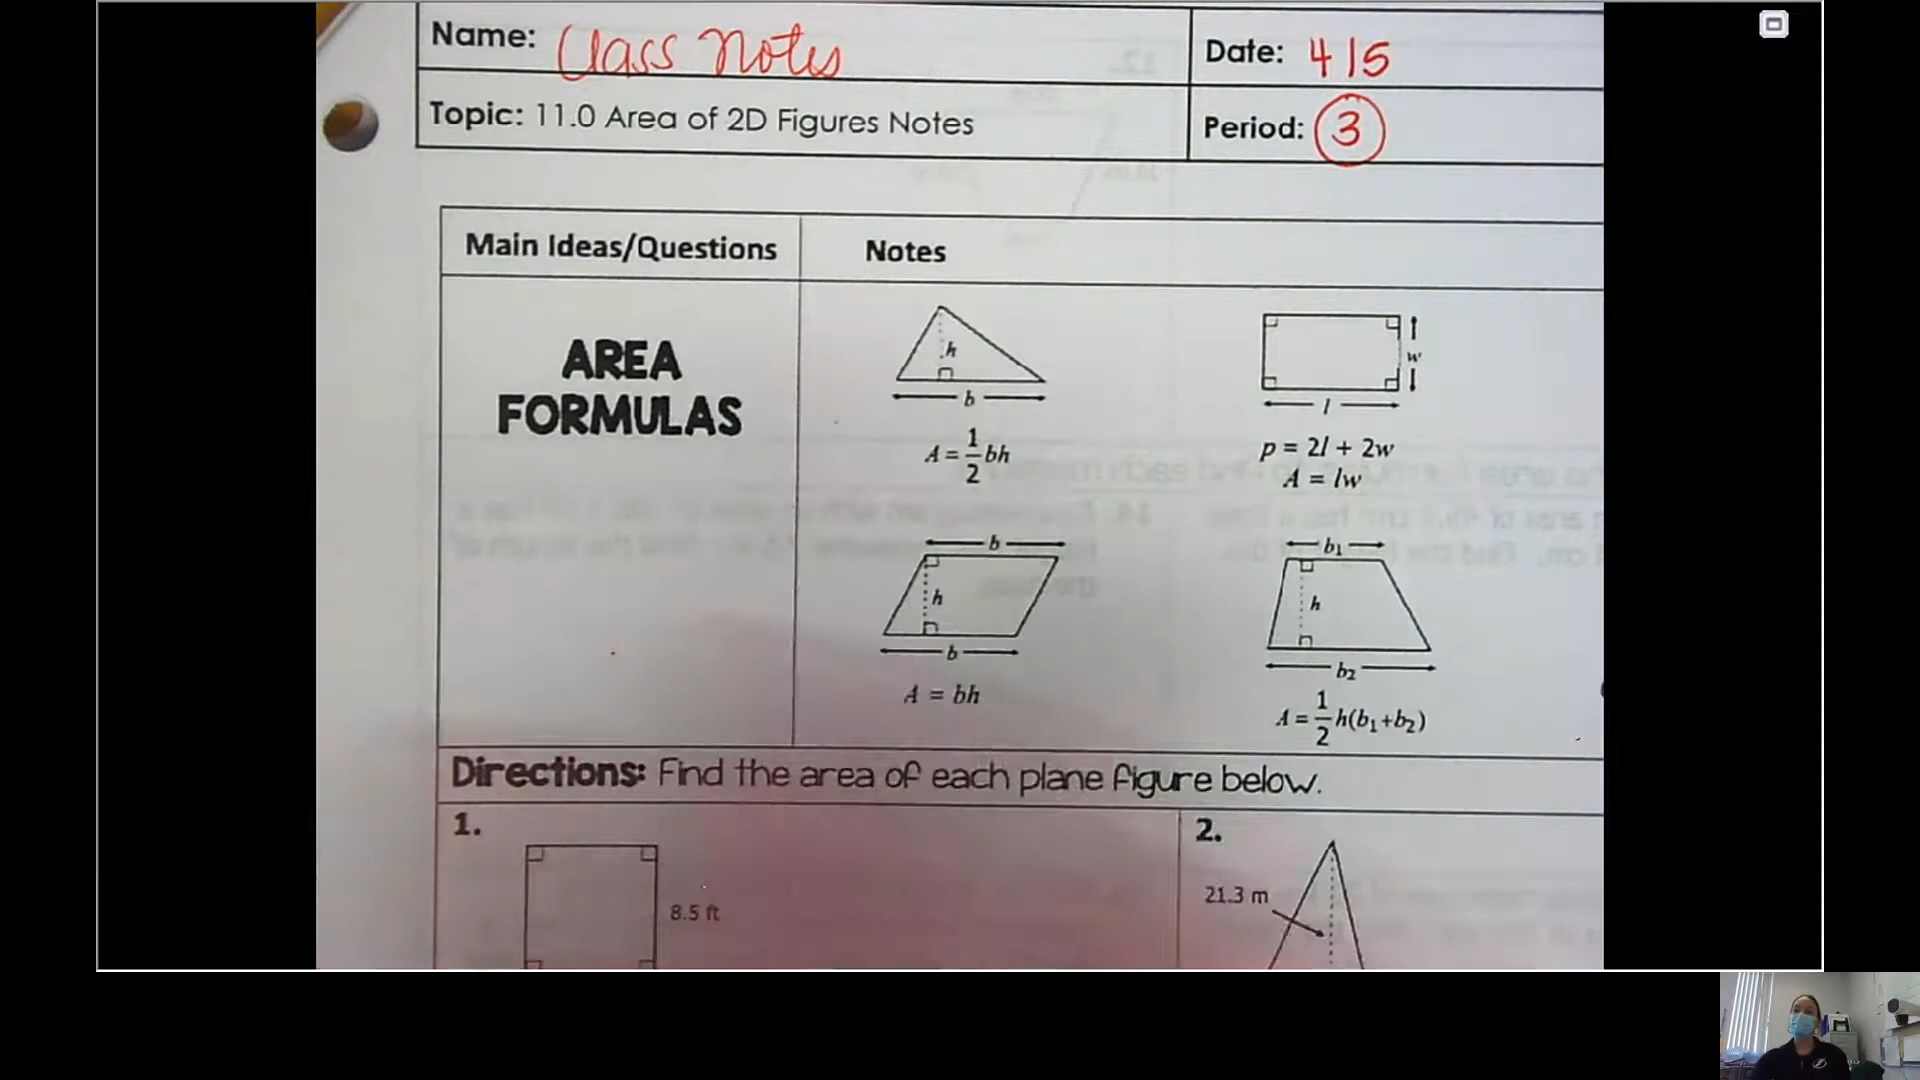 Name: Class Notes
Date: 4 15
Topic: 11.0 Area of 2D Figures Notes
Period: 3
Main Ideas/Questions
Notes
AREA
FORMULAS
h
b
A = 1/2 bh
w
l
p = 2l + 2w
A = lw
b
h
b
A = bh
b1
h
b2
A = 1/2 h(b1+b2)
Directions: Find the area of each plane figure below.
1.
8.5 ft
2.
21.3 m